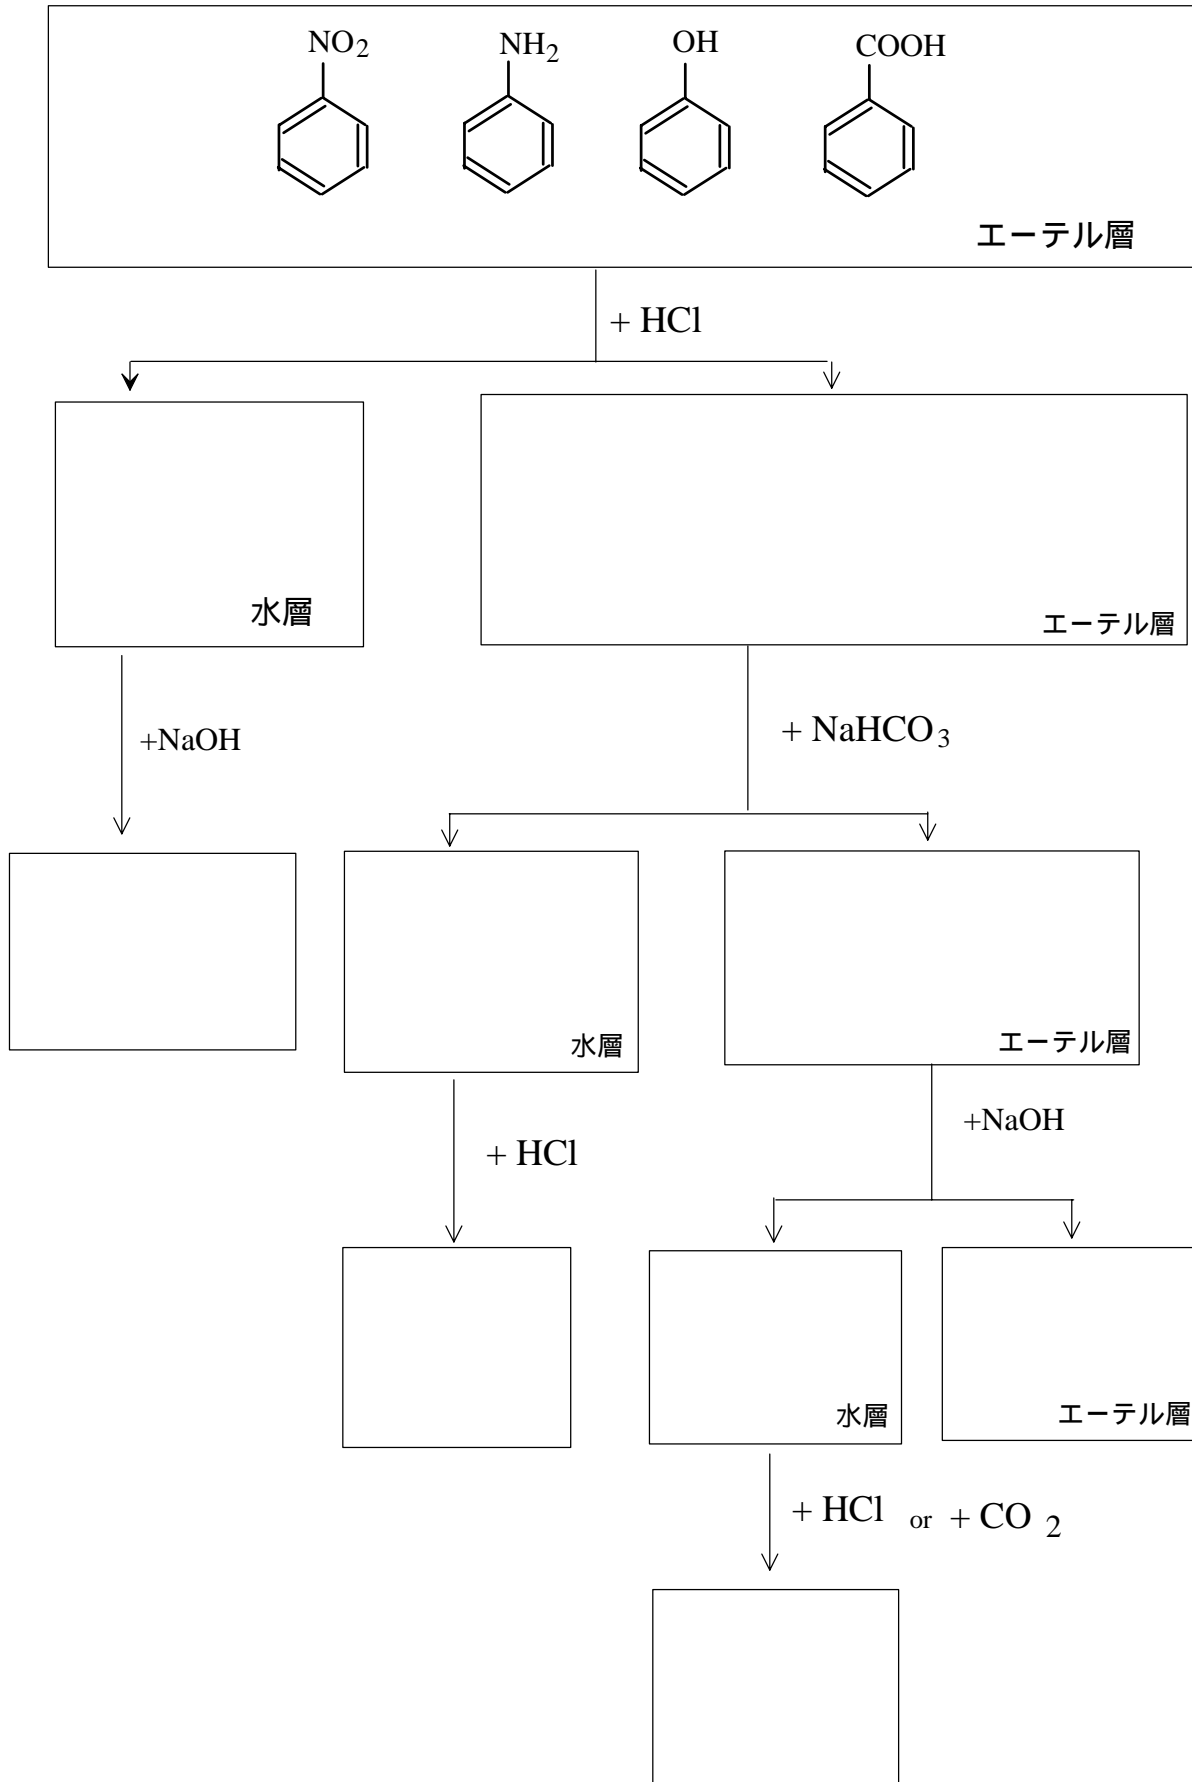 NO2 NH2 OH COOH
エーテル層
+ HCl
水層
エーテル層
+NaOH
+ NaHCO3
水層
エーテル層
+ HCl
+NaOH
水層
エーテル層
+ HCl or + CO 2